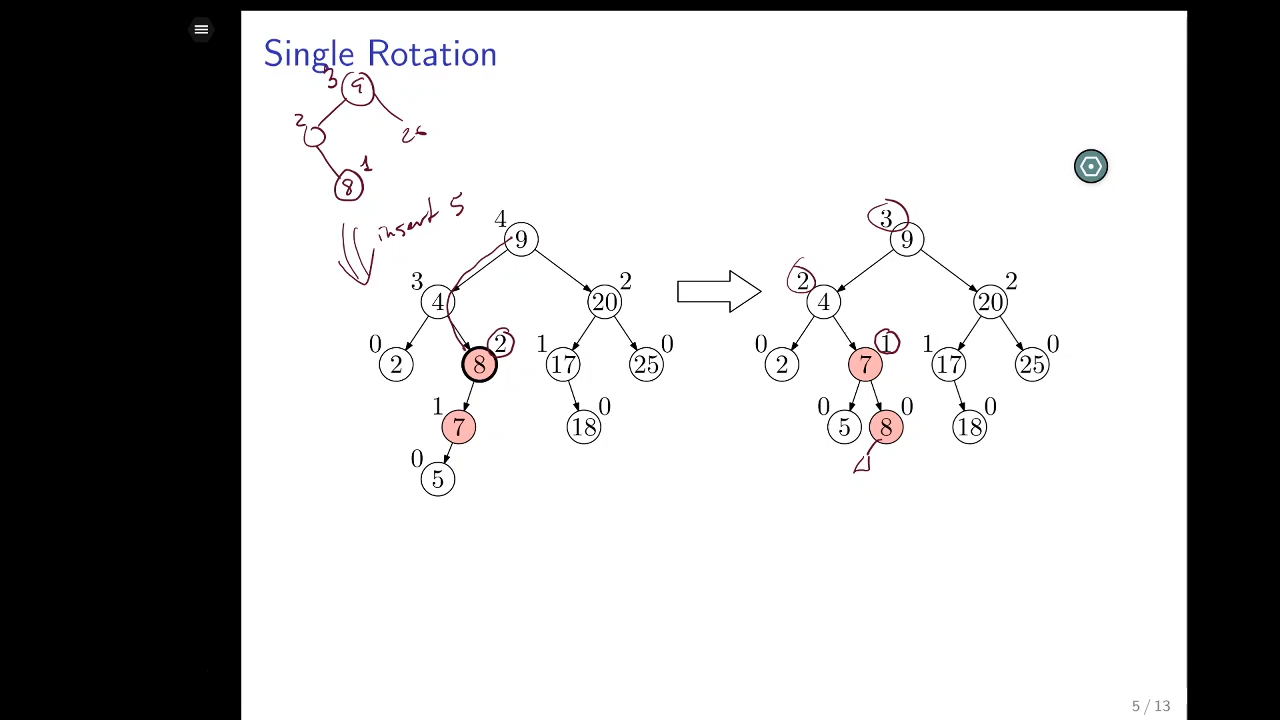 Single Rotation
3 9
2
8 1
insert 5
4 9
3 4 20 2
0 2 8 2 1 17 25 0
1 7 18 0
0 5
3 9
2 4 20 2
0 2 7 1 1 17 25 0
0 5 8 0 18 0
5 / 13